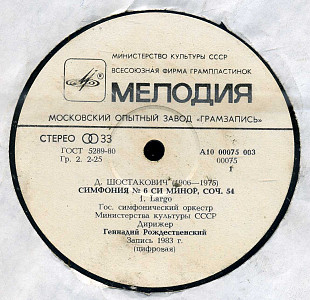 МИНИСТЕРСТВО КУЛЬТУРЫ СССР
ВСЕСОЮЗНАЯ ФИРМА ГРАМПЛАСТИНОК
МЕЛОДИЯ
МОСКОВСКИЙ ОПЫТНЫЙ ЗАВОД «ГРАМЗАПИСЬ»
СТЕРЕО 33
ГОСТ 5289-80
Гр. 2. 2-25
А10 00075 003
00075
1
Д. ШОСТАКОВИЧ (1906—1975)
СИМФОНИЯ № 6 СИ МИНОР, СОЧ. 54
1. Largo
Гос. симфонический оркестр
Министерства культуры СССР
Дирижер
Геннадий Рождественский
Запись 1983 г.
(цифровая)